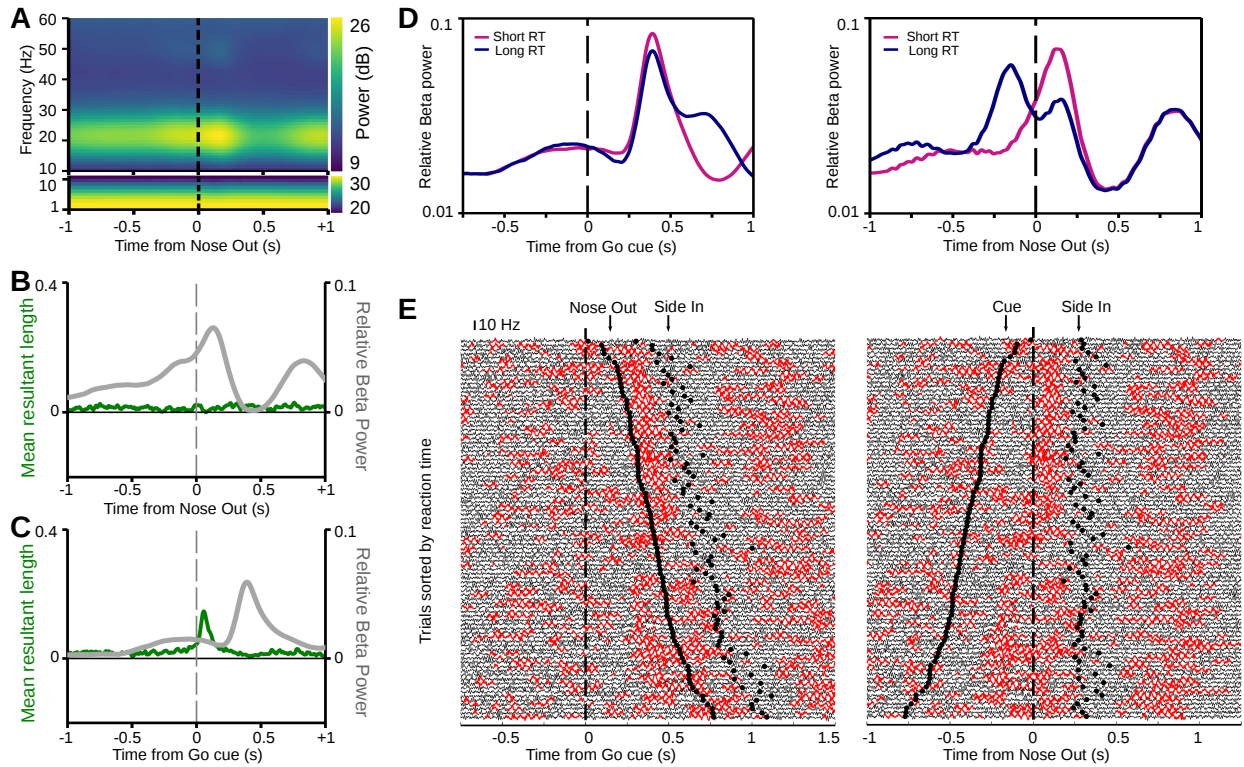 A
60
50
40
30
20
10
10
1
Frequency (Hz)
26
9
30
20
Power (dB)
-1
-0.5
0
0.5
+1
Time from Nose Out (s)
B
0.4
0
Mean resultant length
0.1
0
Relative Beta Power
-1
-0.5
0
0.5
+1
Time from Nose Out (s)
C
0.4
0
Mean resultant length
0.1
0
Relative Beta Power
-1
-0.5
0
0.5
+1
Time from Go cue (s)
D
0.1
0.01
Relative Beta power
Short RT
Long RT
-0.5
0
0.5
1
Time from Go cue (s)
0.1
0.01
Relative Beta power
Short RT
Long RT
-1
-0.5
0
0.5
1
Time from Nose Out (s)
E
10 Hz
Nose Out
Side In
Trials sorted by reaction time
-0.5
0
0.5
1
1.5
Time from Go cue (s)
Cue
Side In
-1
-0.5
0
0.5
1
Time from Nose Out (s)